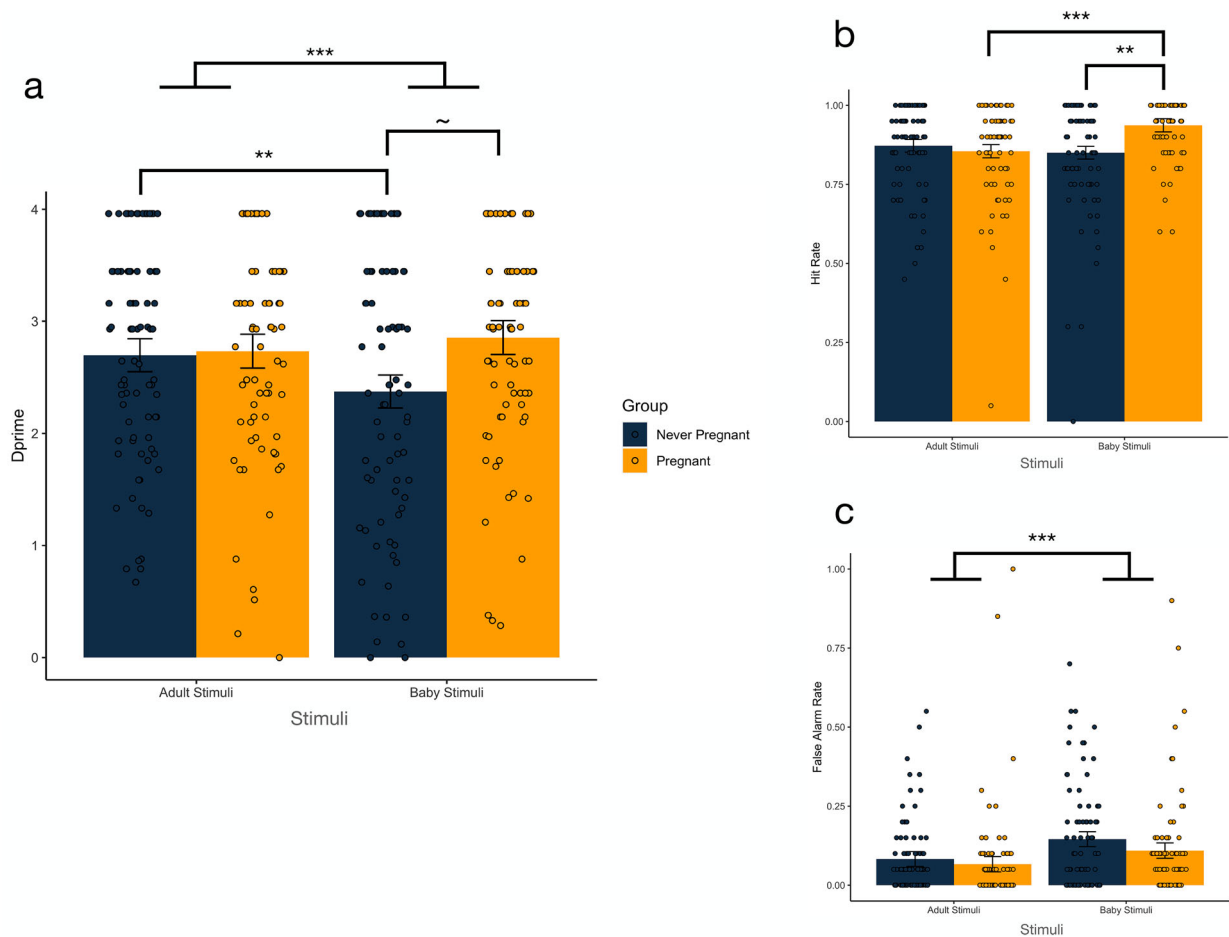 a
***
**
~
Dprime
4
3
2
1
0
Adult Stimuli
Baby Stimuli
Stimuli
Group
Never Pregnant
Pregnant
b
***
**
Hit Rate
1.00
0.75
0.50
0.25
0.00
Adult Stimuli
Baby Stimuli
Stimuli
c
***
False Alarm Rate
1.00
0.75
0.50
0.25
0.00
Adult Stimuli
Baby Stimuli
Stimuli